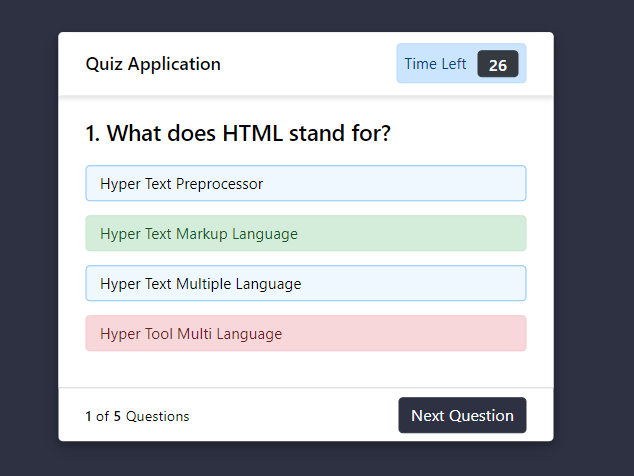 Quiz Application
Time Left 26
1. What does HTML stand for?
Hyper Text Preprocessor
Hyper Text Markup Language
Hyper Text Multiple Language
Hyper Tool Multi Language
1 of 5 Questions
Next Question